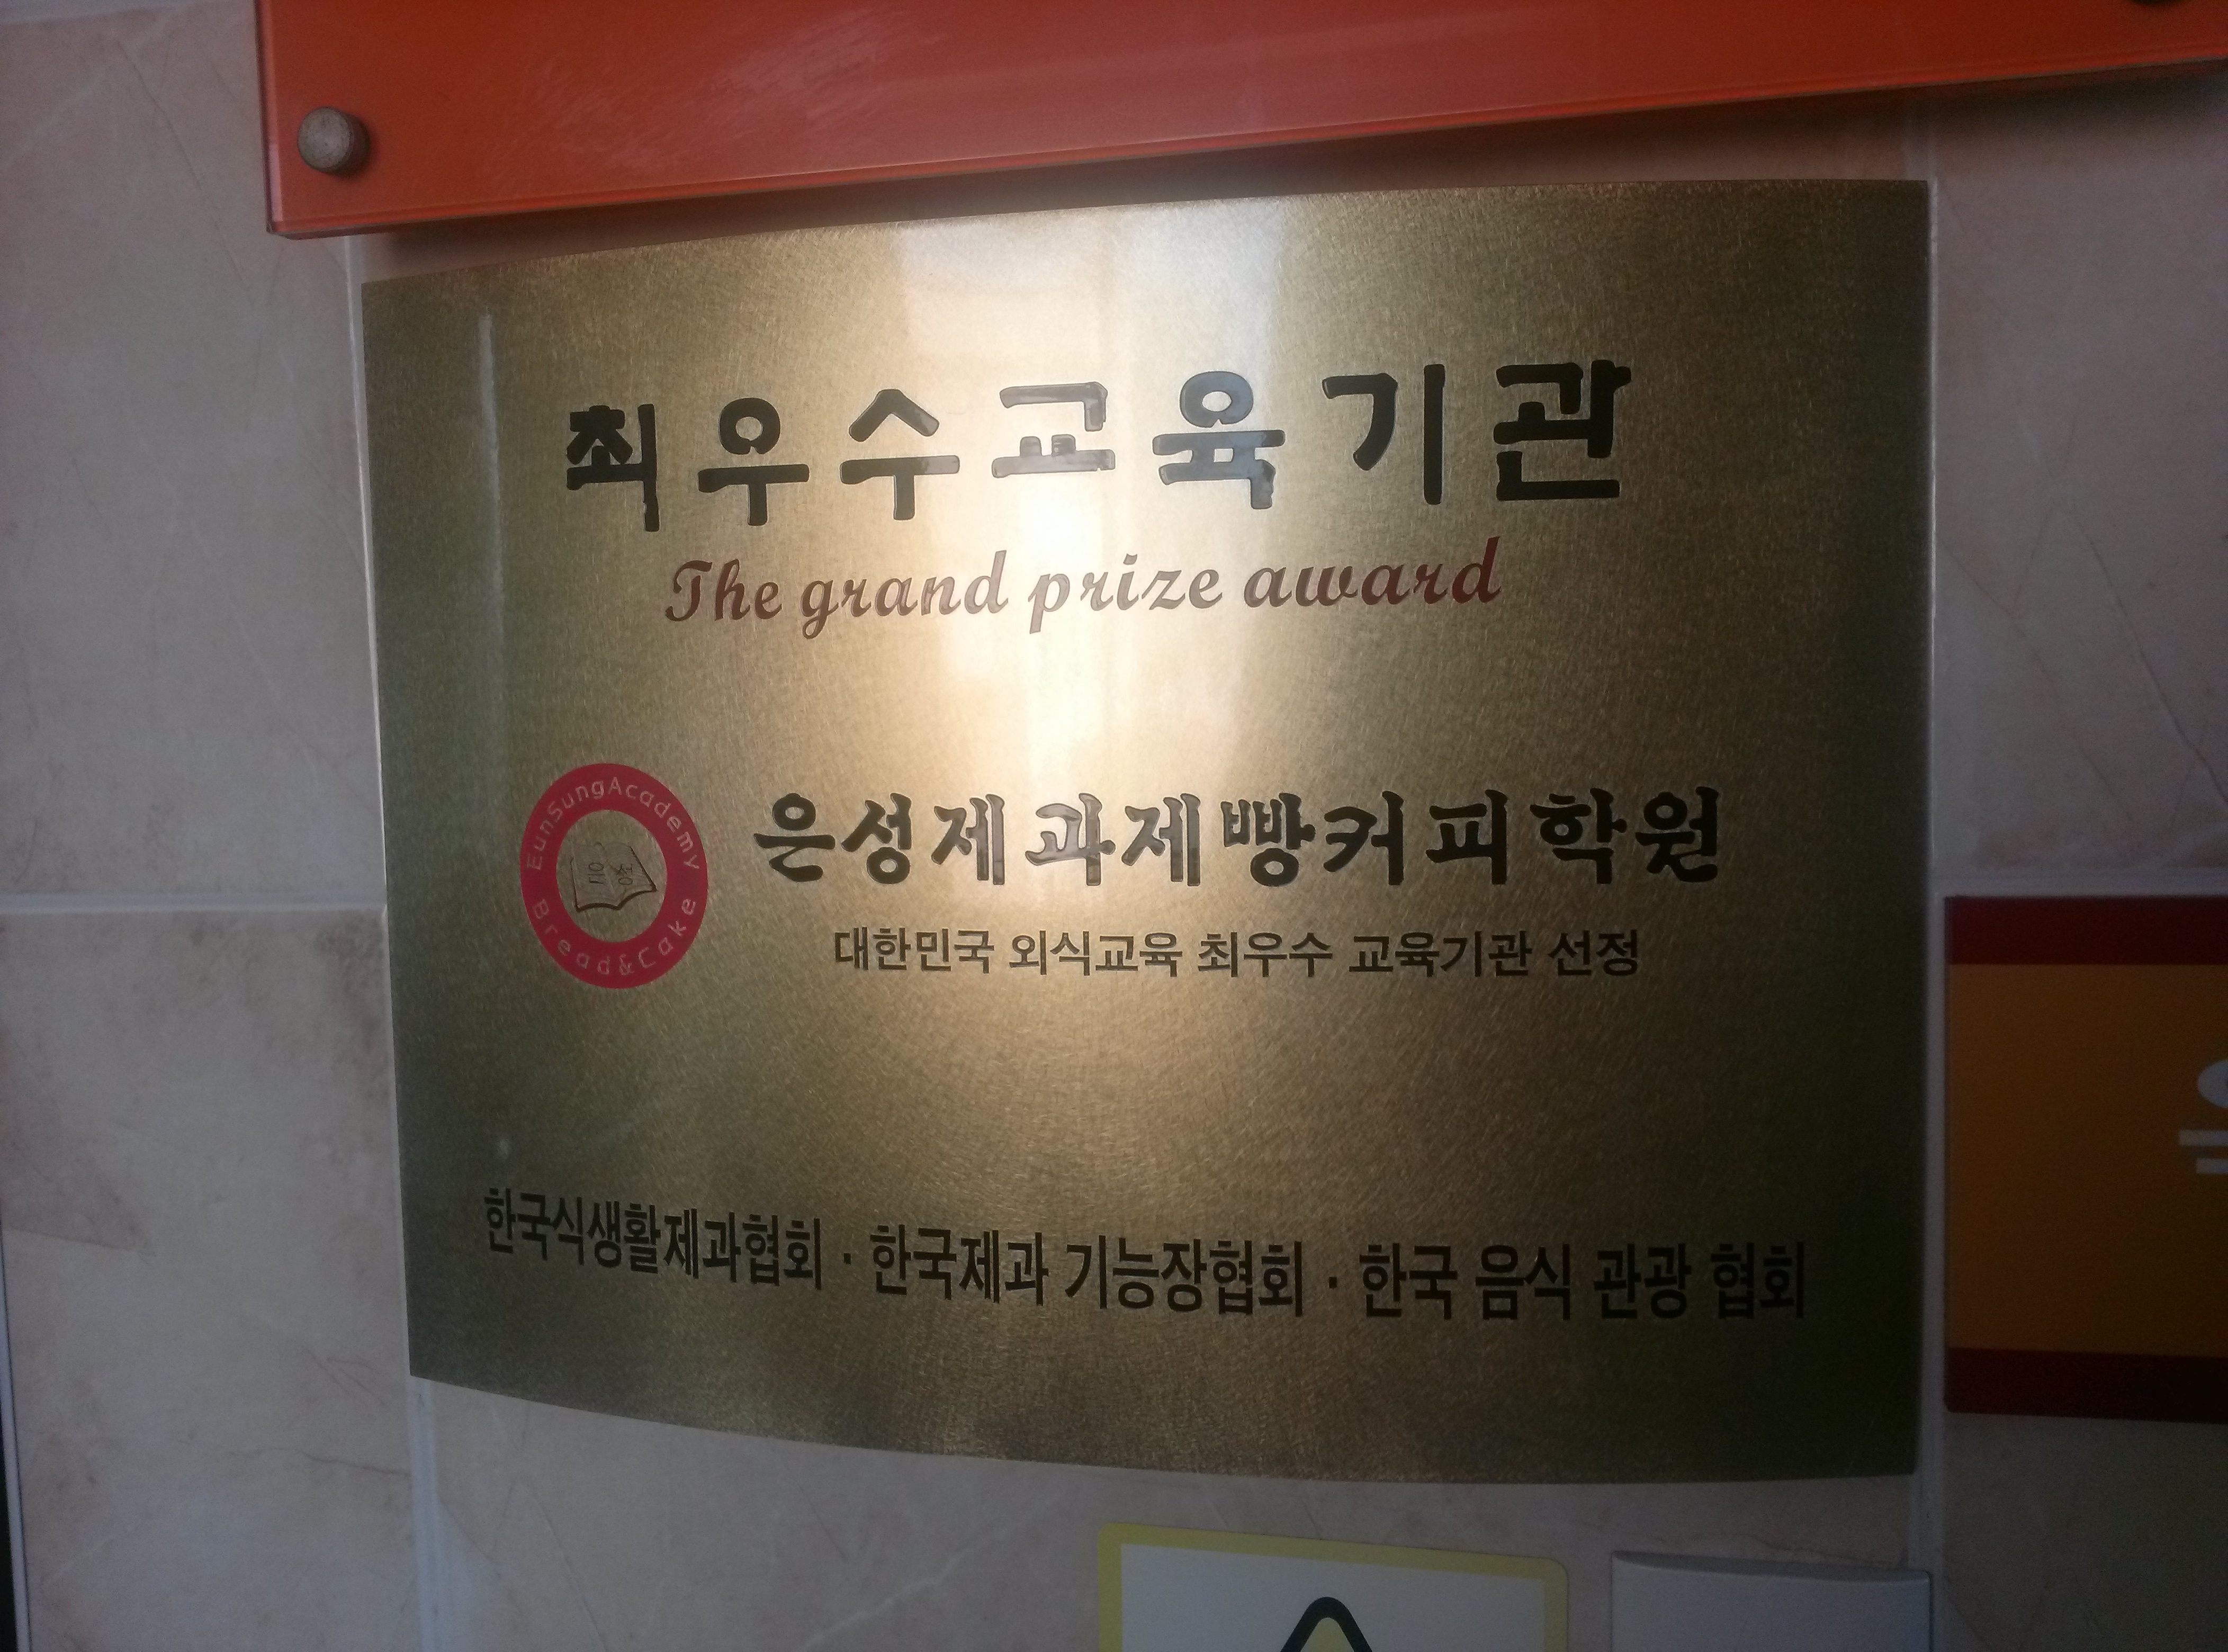 최우수교육기관
The grand prize award
EunSungAcademy
은성
Bread&Cake
은성제과제빵커피학원
대한민국 외식교육 최우수 교육기관 선정
한국식생활제과협회 · 한국제과 기능장협회 · 한국 음식 관광 협회